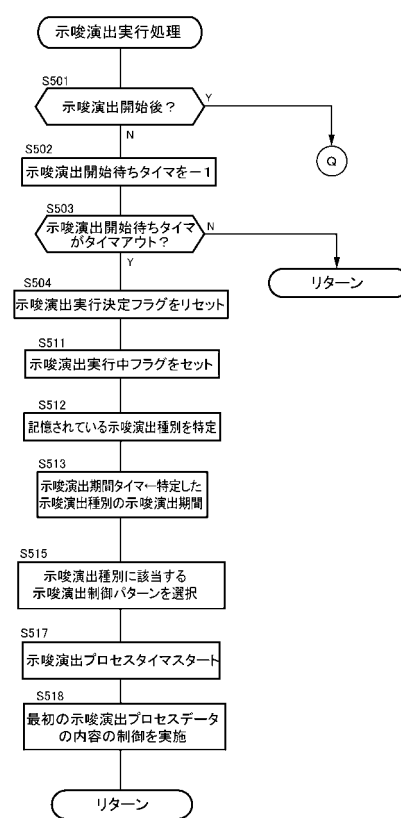 示唆演出実行処理
S501
示唆演出開始後？
Y
N
Q
S502
示唆演出開始待ちタイマを－1
S503
示唆演出開始待ちタイマ
がタイマアウト？
N
Y
リターン
S504
示唆演出実行決定フラグをリセット
S511
示唆演出実行中フラグをセット
S512
記憶されている示唆演出種別を特定
S513
示唆演出期間タイマ←特定した
示唆演出種別の示唆演出期間
S515
示唆演出種別に該当する
示唆演出制御パターンを選択
S517
示唆演出プロセスタイマスタート
S518
最初の示唆演出プロセスデータ
の内容の制御を実施
リターン